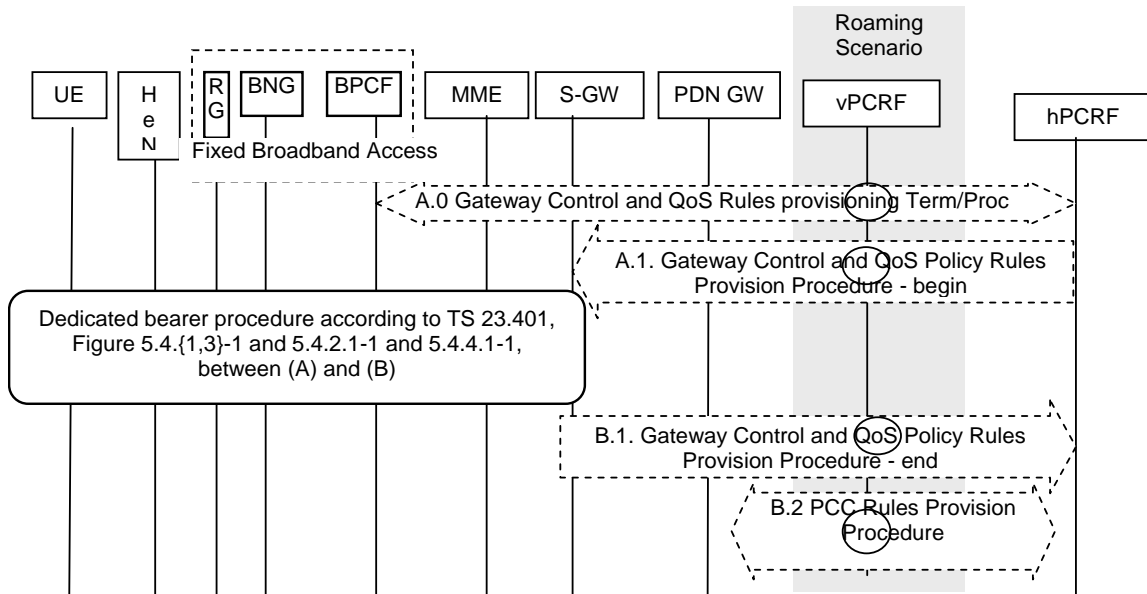 Roaming
Scenario
UE
H
e
N
R
G
BNG
BPCF
MME
S-GW
PDN GW
vPCRF
hPCRF
Fixed Broadband Access
A.0 Gateway Control and QoS Rules provisioning Term/Proc
A.1. Gateway Control and QoS Policy Rules
Provision Procedure - begin
Dedicated bearer procedure according to TS 23.401,
Figure 5.4.{1,3}-1 and 5.4.2.1-1 and 5.4.4.1-1,
between (A) and (B)
B.1. Gateway Control and QoS Policy Rules
Provision Procedure - end
B.2 PCC Rules Provision
Procedure